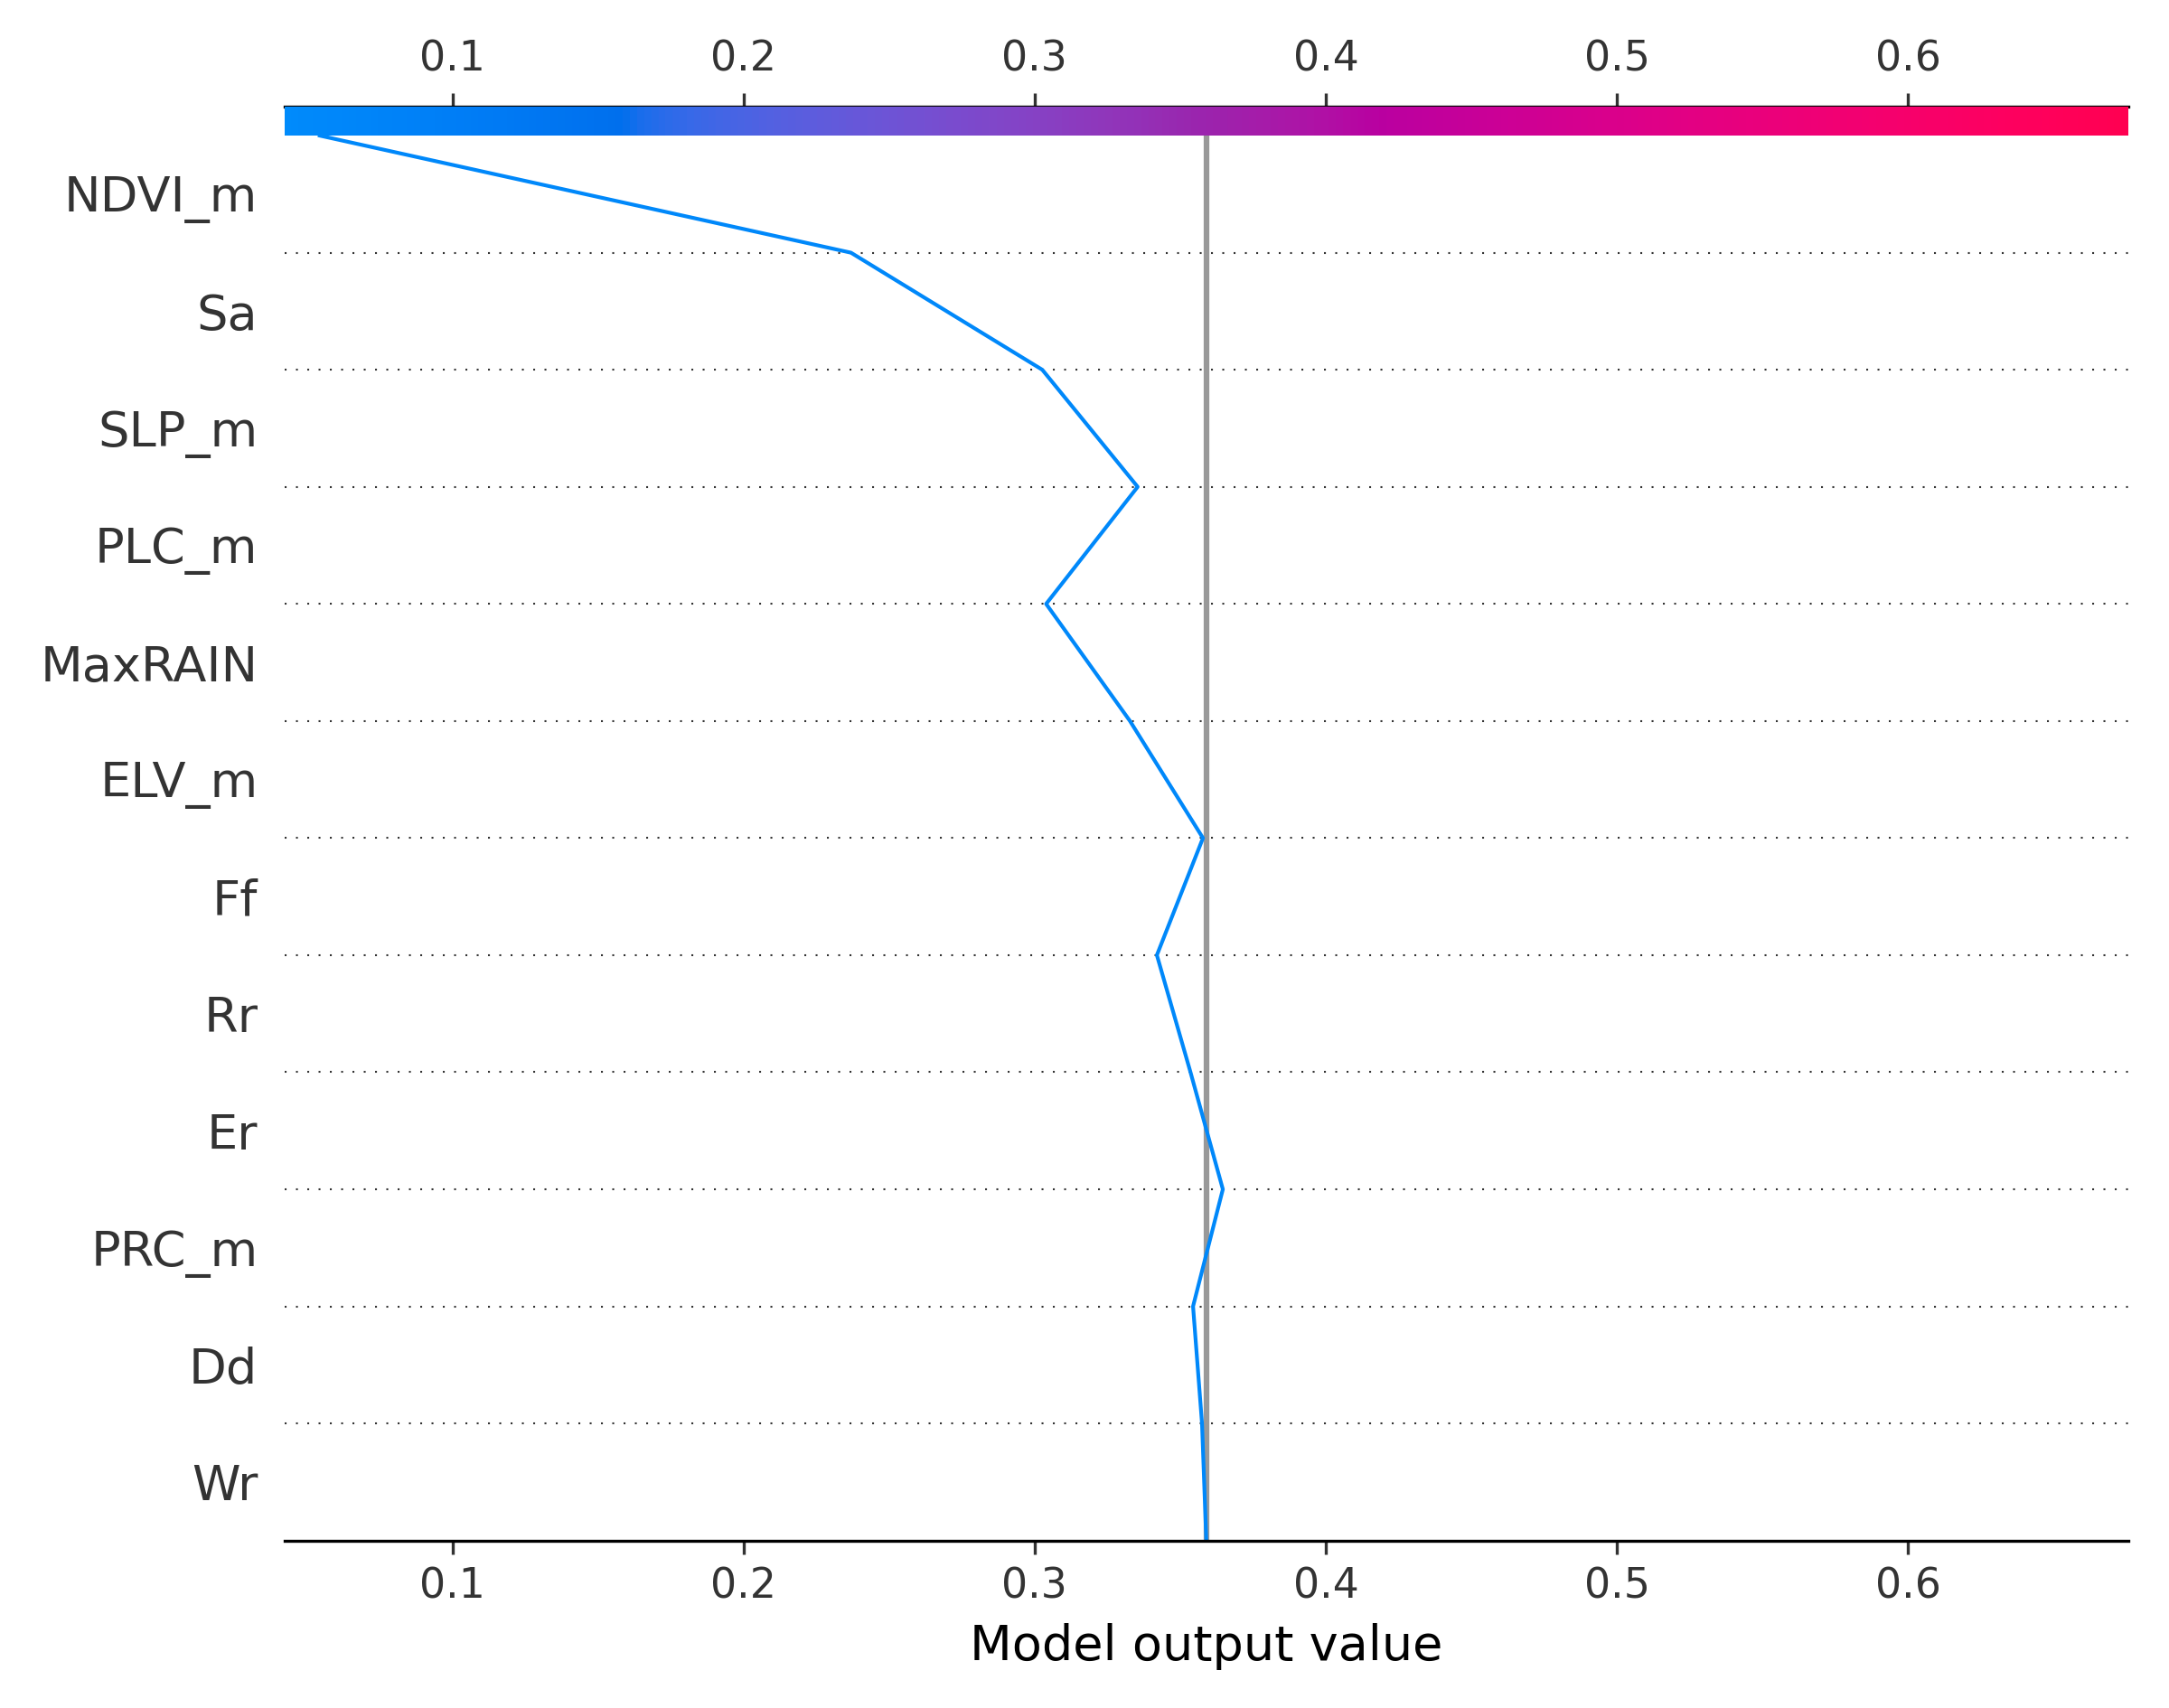 0.1 0.2 0.3 0.4 0.5 0.6
NDVI_m
Sa
SLP_m
PLC_m
MaxRAIN
ELV_m
Ff
Rr
Er
PRC_m
Dd
Wr
0.1 0.2 0.3 0.4 0.5 0.6
Model output value